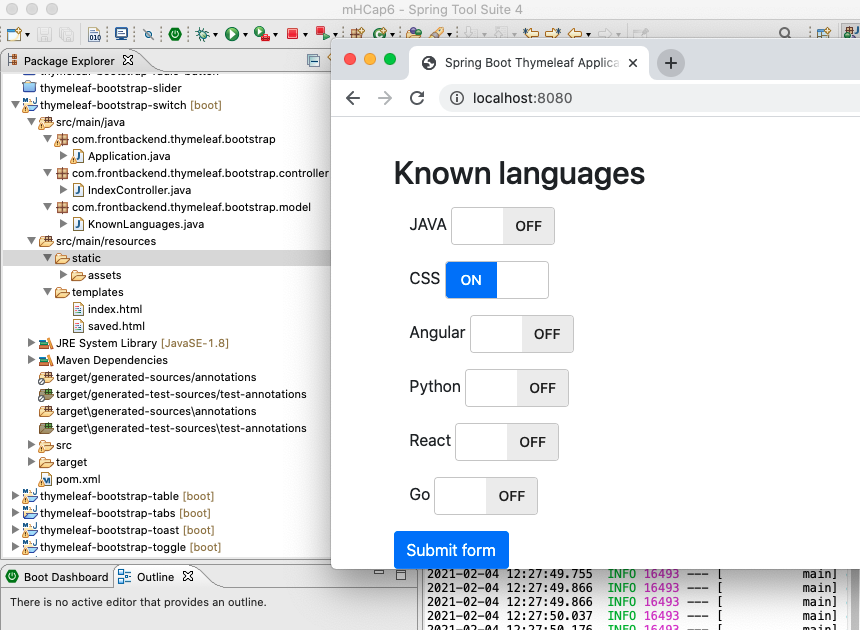 mHCap6 - Spring Tool Suite 4
010
Package Explorer
thymeleaf-bootstrap-slider
thymeleaf-bootstrap-switch [boot]
src/main/java
com.frontbackend.thymeleaf.bootstrap
Application.java
com.frontbackend.thymeleaf.bootstrap.controller
IndexController.java
com.frontbackend.thymeleaf.bootstrap.model
KnownLanguages.java
src/main/resources
static
assets
templates
index.html
saved.html
JRE System Library [JavaSE-1.8]
Maven Dependencies
target/generated-sources/annotations
target/generated-test-sources/test-annotations
target\generated-sources\annotations
target\generated-test-sources\test-annotations
src
target
pom.xml
thymeleaf-bootstrap-table [boot]
thymeleaf-bootstrap-tabs [boot]
thymeleaf-bootstrap-toast [boot]
thymeleaf-bootstrap-toggle [boot]
Boot Dashboard
Outline
There is no active editor that provides an outline.
Spring Boot Thymeleaf Applica
localhost:8080
Known languages
JAVA OFF
CSS ON
Angular OFF
Python OFF
React OFF
Go OFF
Submit form
2021-02-04 12:27:49.755 INFO 16493 --- [ main]
2021-02-04 12:27:49.866 INFO 16493 --- [ main]
2021-02-04 12:27:49.866 INFO 16493 --- [ main]
2021-02-04 12:27:50.037 INFO 16493 --- [ main]
2021-02-04 12:27:50.176 INFO 16493 --- [ main]